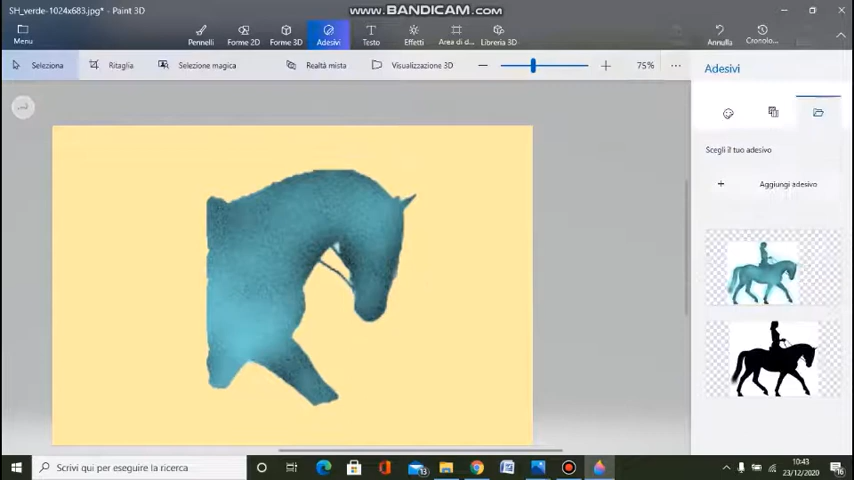 SH_verde-1024x683.jpg* - Paint 3D
www.BANDICAM.com
Menu
Pennelli
Forme 2D
Forme 3D
Adesivi
Testo
Effetti
Area di d...
Libreria 3D
Annulla
Cronolo...
Seleziona
Ritaglia
Selezione magica
Realtà mista
Visualizzazione 3D
75%
Adesivi
Scegli il tuo adesivo
Aggiungi adesivo
Scrivi qui per eseguire la ricerca
13
10:43
23/12/2020
16